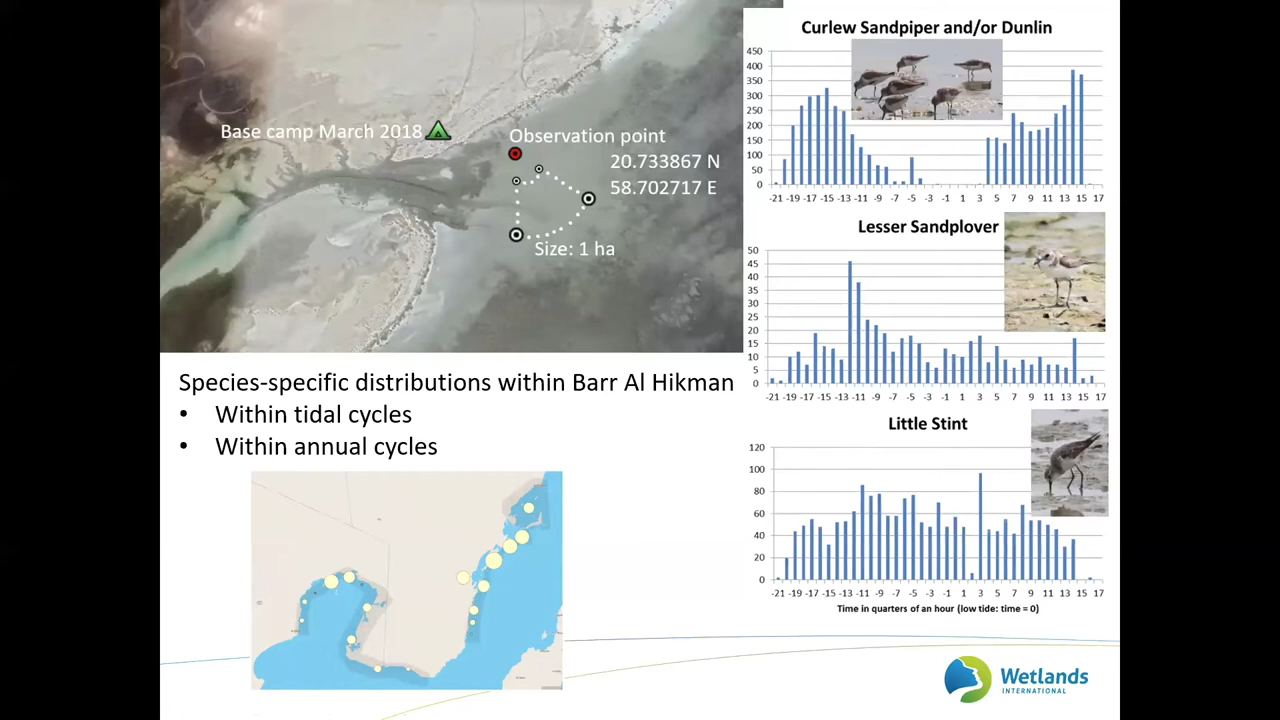 Base camp March 2018
Observation point
20.733867 N
58.702717 E
Size: 1 ha
Species-specific distributions within Barr Al Hikman
• Within tidal cycles
• Within annual cycles
Curlew Sandpiper and/or Dunlin
450
400
350
300
250
200
150
100
50
0
-21 -19 -17 -15 -13 -11 -9 -7 -5 -3 -1 1 3 5 7 9 11 13 15 17
Lesser Sandplover
50
45
40
35
30
25
20
15
10
5
0
-21 -19 -17 -15 -13 -11 -9 -7 -5 -3 -1 1 3 5 7 9 11 13 15 17
Little Stint
120
100
80
60
40
20
0
-21 -19 -17 -15 -13 -11 -9 -7 -5 -3 -1 1 3 5 7 9 11 13 15 17
Time in quarters of an hour (low tide: time = 0)
Wetlands
INTERNATIONAL